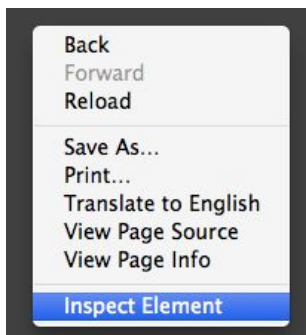 Back
Forward
Reload
Save As...
Print...
Translate to English
View Page Source
View Page Info
Inspect Element